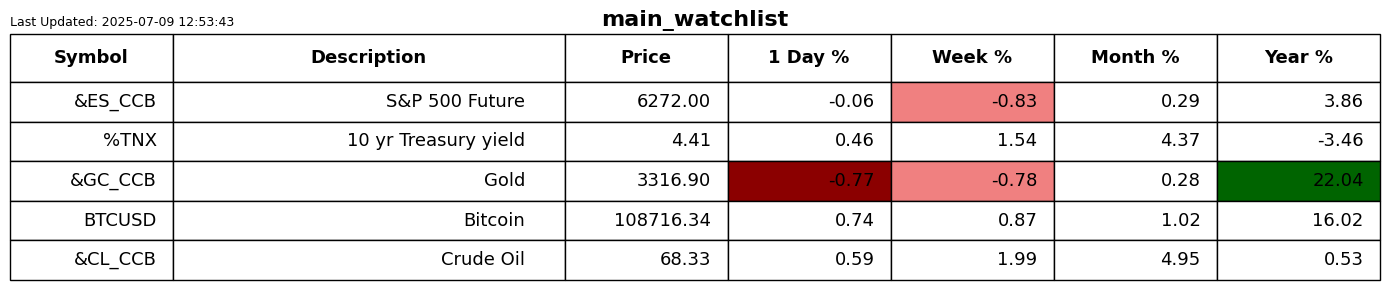 main_watchlist
Last Updated: 2025-07-09 12:53:43
Symbol Description Price 1 Day % Week % Month % Year %
&ES_CCB S&P 500 Future 6272.00 -0.06 -0.83 0.29 3.86
%TNX 10 yr Treasury yield 4.41 0.46 1.54 4.37 -3.46
&GC_CCB Gold 3316.90 -0.77 -0.78 0.28 22.04
BTCUSD Bitcoin 108716.34 0.74 0.87 1.02 16.02
&CL_CCB Crude Oil 68.33 0.59 1.99 4.95 0.53